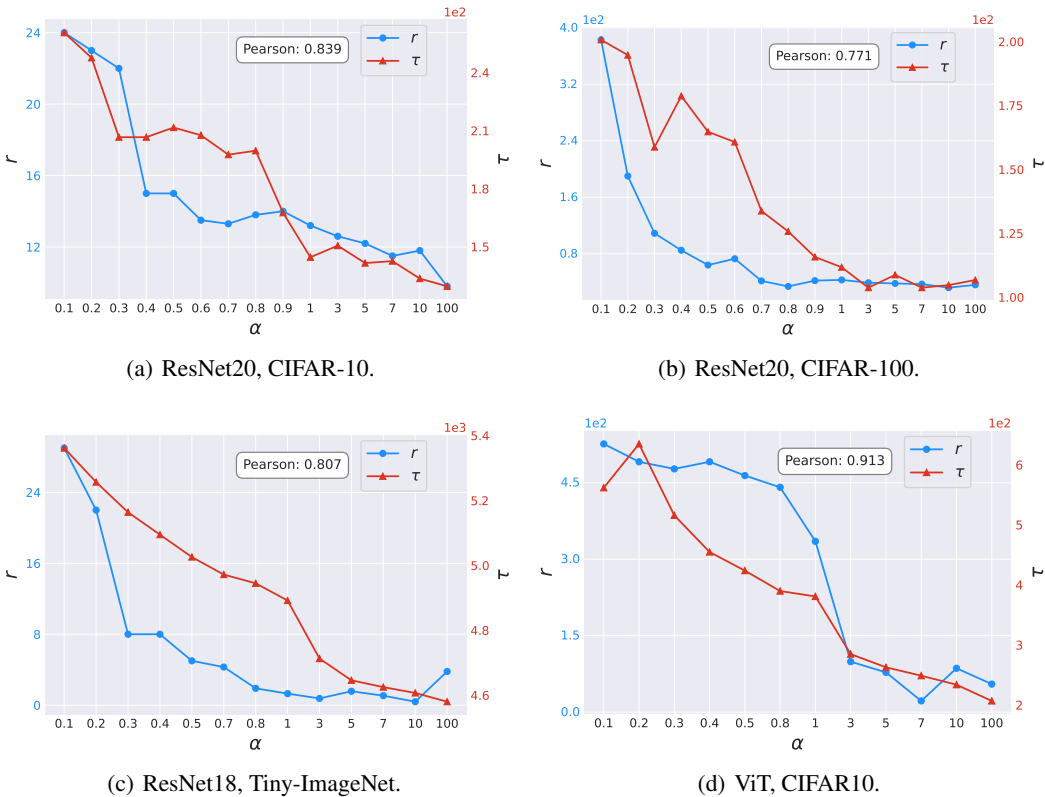 1e2
24
20
16
12
r
Pearson: 0.839
r
τ
2.4
2.1
1.8
1.5
τ
0.1 0.2 0.3 0.4 0.5 0.6 0.7 0.8 0.9 1 3 5 7 10 100
α
(a) ResNet20, CIFAR-10.
1e2
1e2
4.0
3.2
2.4
1.6
0.8
r
Pearson: 0.771
r
τ
2.00
1.75
1.50
1.25
1.00
τ
0.1 0.2 0.3 0.4 0.5 0.6 0.7 0.8 0.9 1 3 5 7 10 100
α
(b) ResNet20, CIFAR-100.
1e3
24
16
8
0
r
Pearson: 0.807
r
τ
5.4
5.2
5.0
4.8
4.6
τ
0.1 0.2 0.3 0.4 0.5 0.7 0.8 1 3 5 7 10 100
α
(c) ResNet18, Tiny-ImageNet.
1e2
1e2
4.5
3.0
1.5
0.0
r
Pearson: 0.913
r
τ
6
5
4
3
2
τ
0.1 0.2 0.3 0.4 0.5 0.8 1 3 5 7 10 100
α
(d) ViT, CIFAR10.